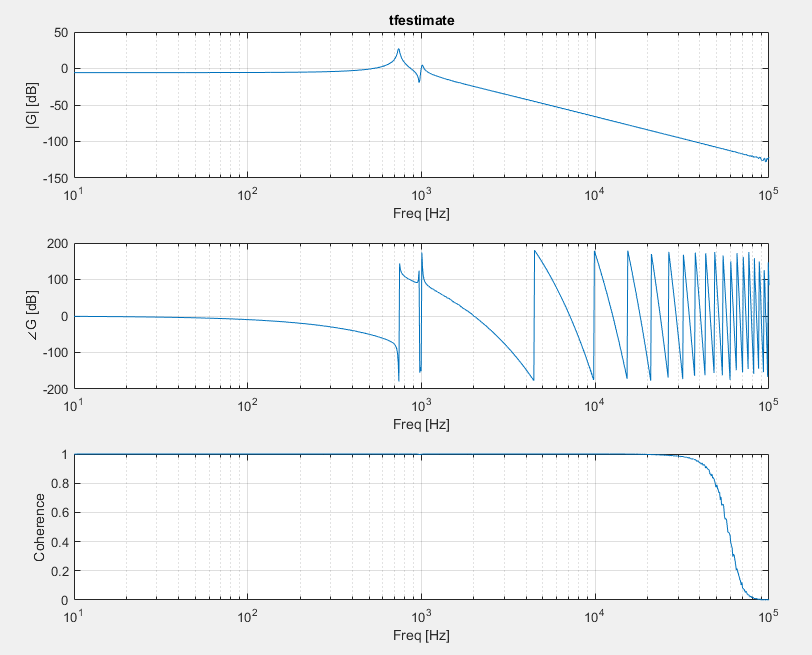 tfestimate
50
0
-50
-100
-150
|G| [dB]
10^1 10^2 10^3 10^4 10^5
Freq [Hz]
200
100
0
-100
-200
∠G [dB]
10^1 10^2 10^3 10^4 10^5
Freq [Hz]
1
0.8
0.6
0.4
0.2
0
Coherence
10^1 10^2 10^3 10^4 10^5
Freq [Hz]